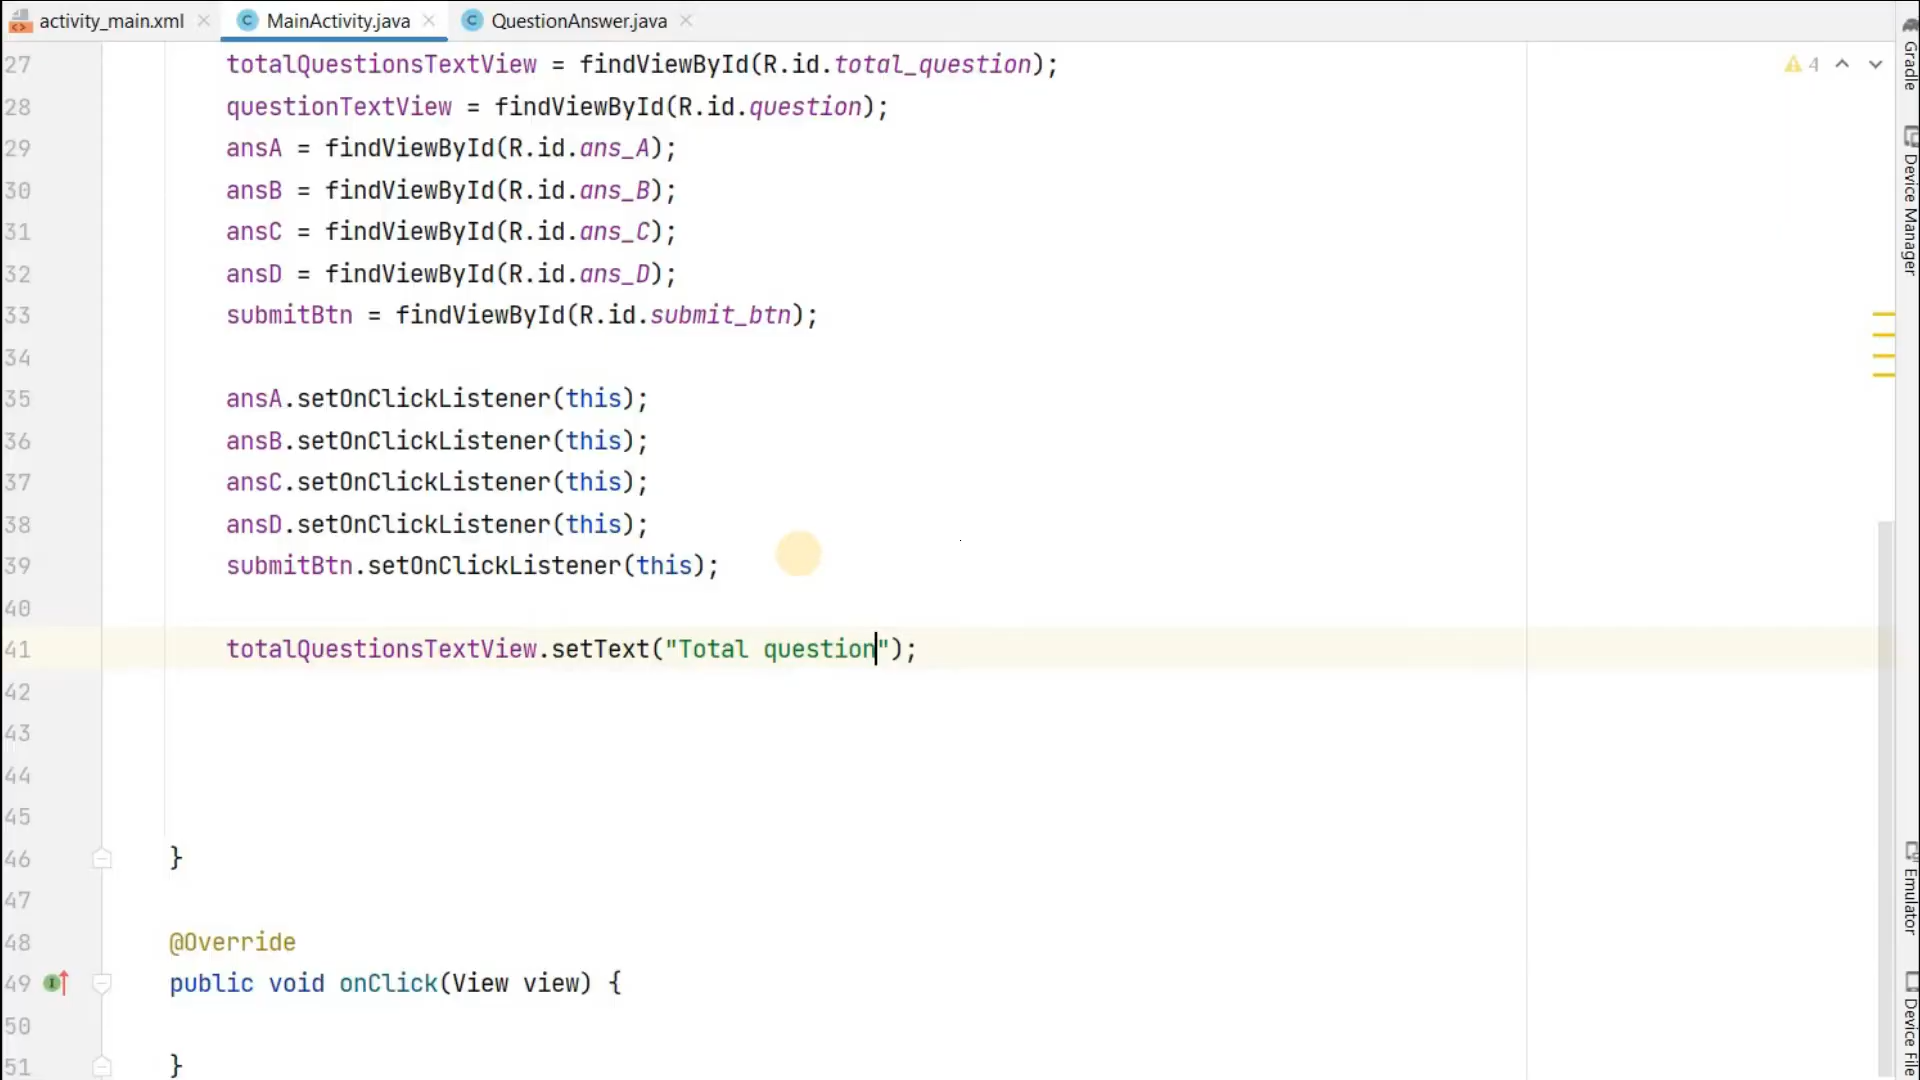 activity_main.xml MainActivity.java QuestionAnswer.java
27 totalQuestionsTextView = findViewById(R.id.total_question);
28 questionTextView = findViewById(R.id.question);
29 ansA = findViewById(R.id.ans_A);
30 ansB = findViewById(R.id.ans_B);
31 ansC = findViewById(R.id.ans_C);
32 ansD = findViewById(R.id.ans_D);
33 submitBtn = findViewById(R.id.submit_btn);
34
35 ansA.setOnClickListener(this);
36 ansB.setOnClickListener(this);
37 ansC.setOnClickListener(this);
38 ansD.setOnClickListener(this);
39 submitBtn.setOnClickListener(this);
40
41 totalQuestionsTextView.setText("Total question");
42
43
44
45
46 }
47
48 @Override
49 public void onClick(View view) {
50
51 }
4
Gradle
Device Manager
Emulator
Device File